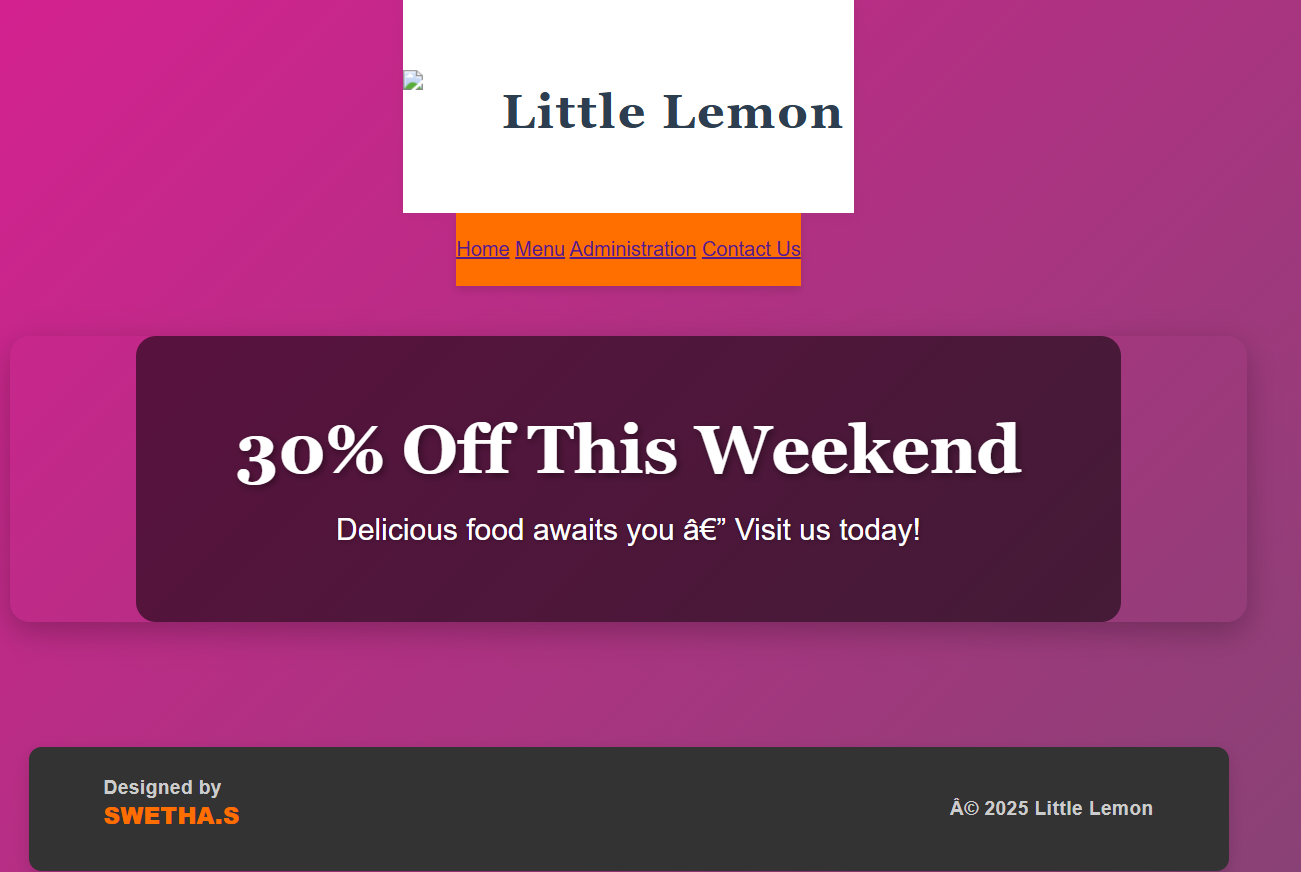 Little Lemon
Home Menu Administration Contact Us
30% Off This Weekend
Delicious food awaits you â€” Visit us today!
Designed by
SWETHA.S
Â© 2025 Little Lemon